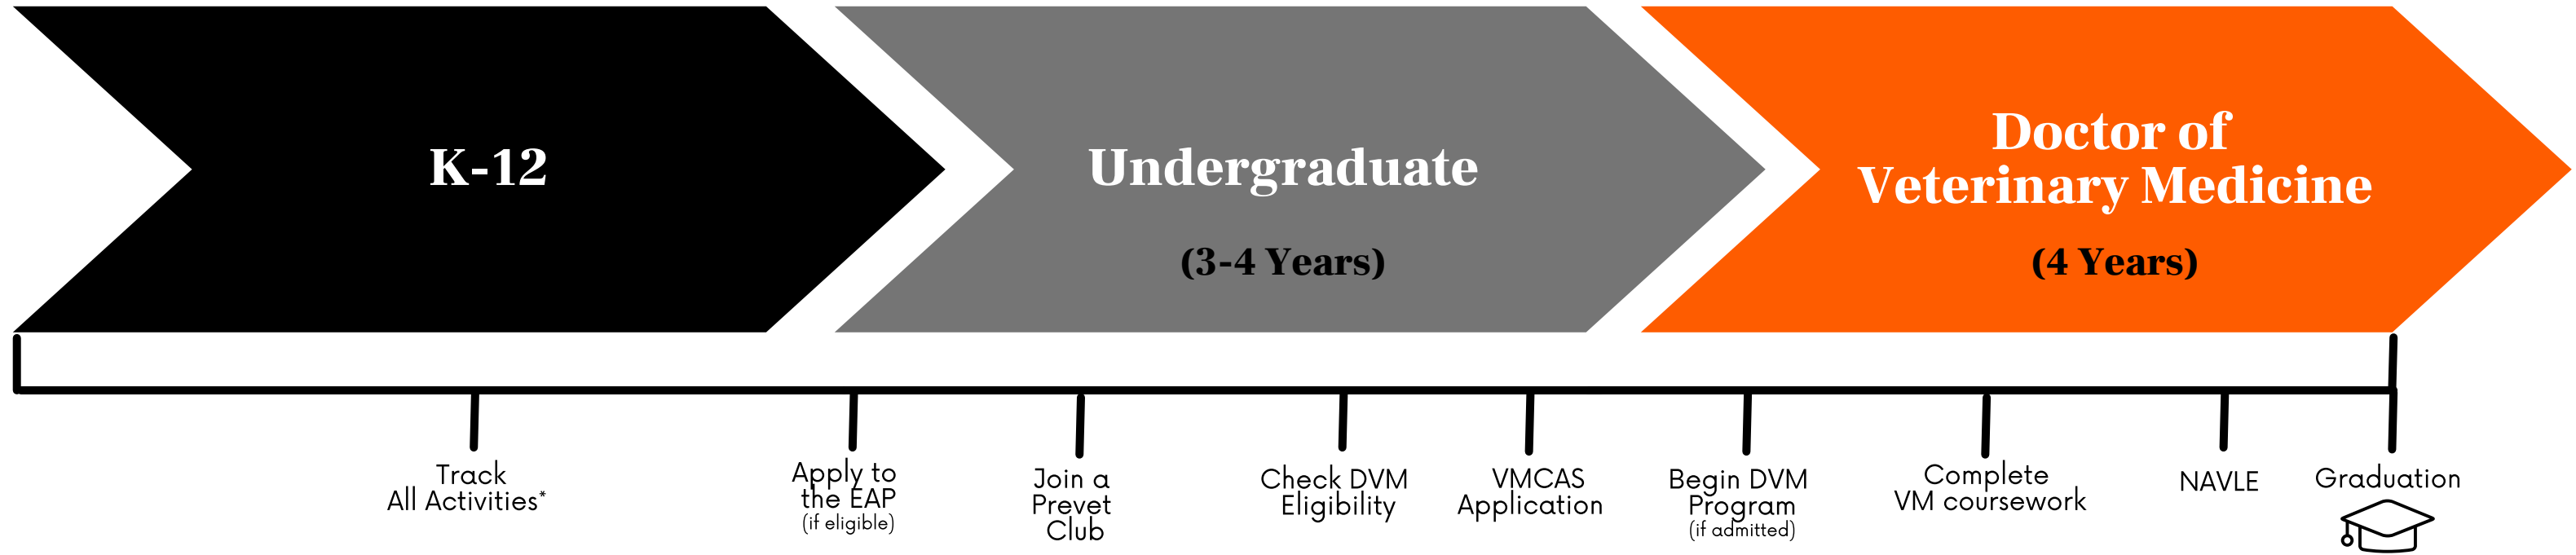 K-12
Undergraduate
(3-4 Years)
Doctor of
Veterinary Medicine
(4 Years)
Track
All Activities*
Apply to
the EAP
(if eligible)
Join a
Prevet
Club
Check DVM
Eligibility
VMCAS
Application
Begin DVM
Program
(if admitted)
Complete
VM coursework
NAVLE
Graduation